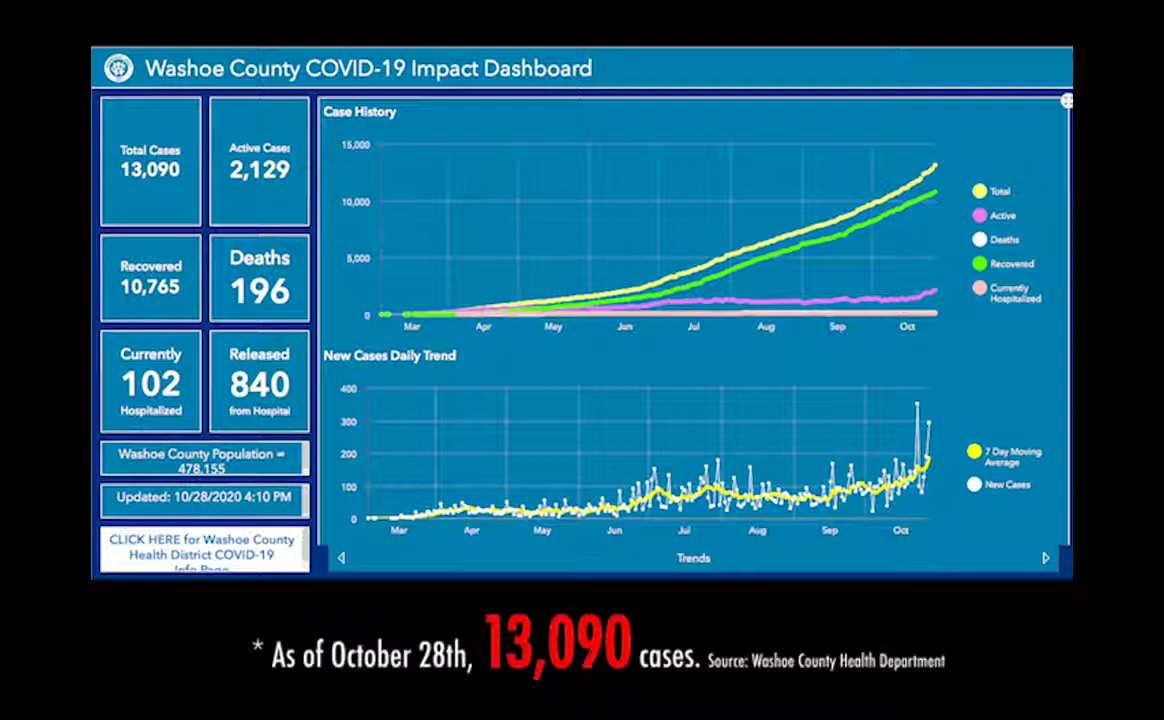 Washoe County COVID-19 Impact Dashboard
Total Cases
13,090
Active Cases
2,129
Recovered
10,765
Deaths
196
Currently
102
Hospitalized
Released
840
from Hospital
Washoe County Population =
478,155
Updated: 10/28/2020 4:10 PM
CLICK HERE for Washoe County
Health District COVID-19
Info Page
Case History
15,000
10,000
5,000
0
Mar Apr May Jun Jul Aug Sep Oct
Total
Active
Deaths
Recovered
Currently
Hospitalized
New Cases Daily Trend
400
300
200
100
0
Mar Apr May Jun Jul Aug Sep Oct
7 Day Moving
Average
New Cases
Trends
* As of October 28th, 13,090 cases. Source: Washoe County Health Department